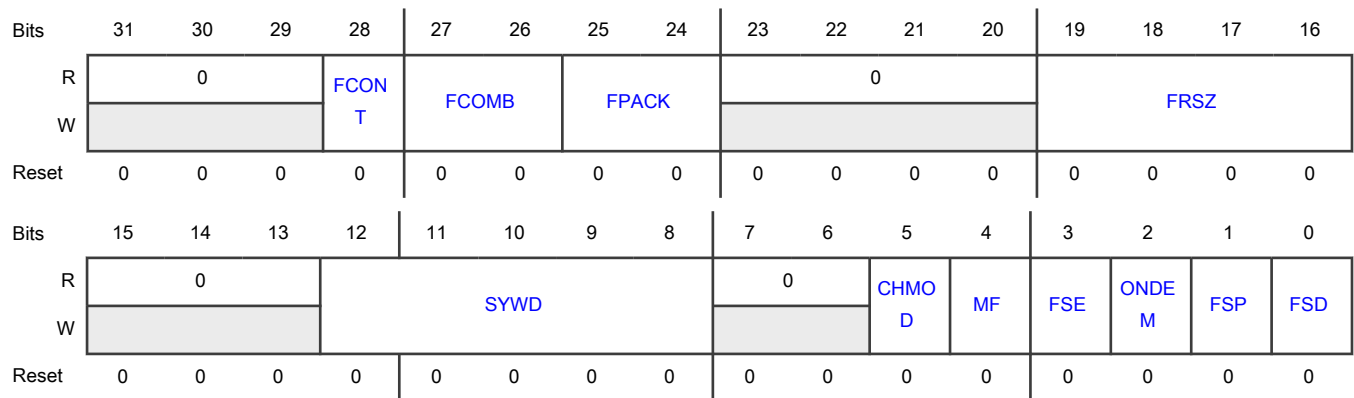 Bits 31 30 29 28 27 26 25 24 23 22 21 20 19 18 17 16
R 0 FCON
T FCOMB FPACK 0 FRSZ
W
Reset 0 0 0 0 0 0 0 0 0 0 0 0 0 0 0 0
Bits 15 14 13 12 11 10 9 8 7 6 5 4 3 2 1 0
R 0 SYWD 0 CHMO
D MF FSE ONDE
M FSP FSD
W
Reset 0 0 0 0 0 0 0 0 0 0 0 0 0 0 0 0